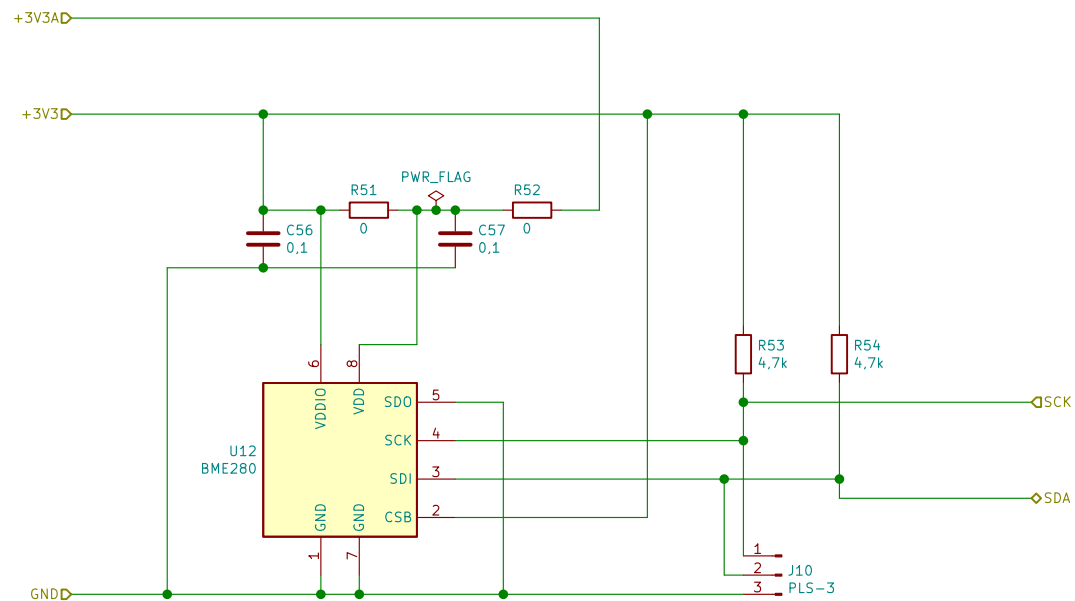 +3V3A
+3V3
PWR_FLAG
R51
R52
0
0
C56
0,1
C57
0,1
R53
4,7k
R54
4,7k
6
8
VDDIO
VDD
SDO
5
SCK
SCK
4
U12
BME280
SDI
3
SDA
CSB
2
GND
GND
1
7
1
2
3
J10
PLS-3
GND